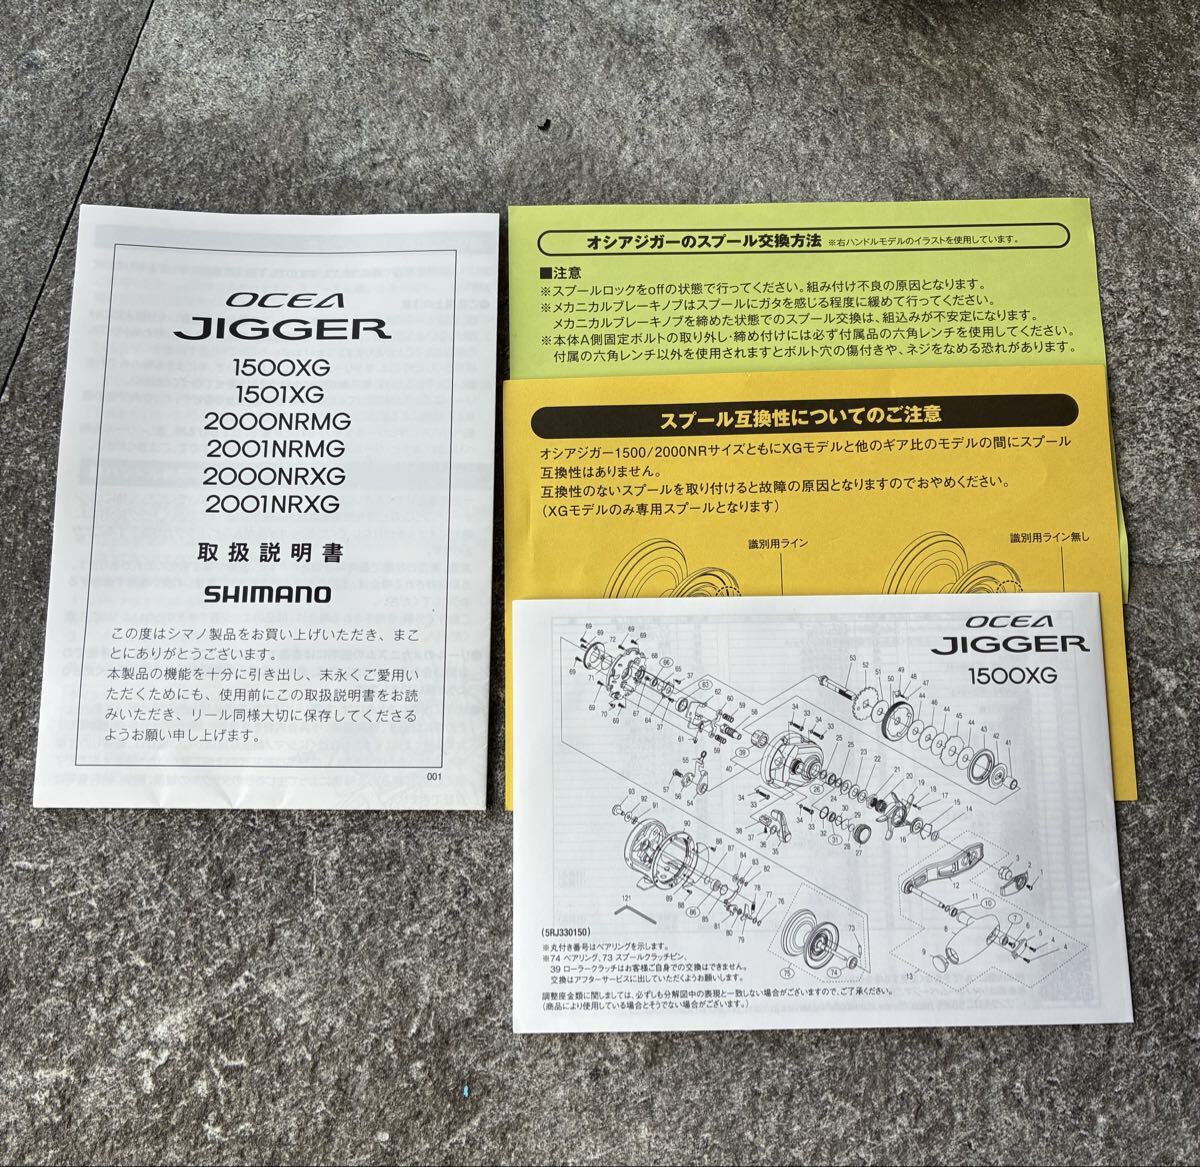 OCEA
JIGGER
1500XG
1501XG
2000NRMG
2001NRMG
2000NRXG
2001NRXG
取扱説明書
SHIMANO
この度はシマノ製品をお買い上げいただき、まこ
とにありがとうございます。
本製品の機能を十分に引き出し、末永くご愛用い
ただくためにも、使用前にこの取扱説明書をお読
みいただき、リール同様大切に保存してくださる
ようお願い申し上げます。
001
オシアジガーのスプール交換方法 ※右ハンドルモデルのイラストを使用しています。
■注意
※スプールロックをoffの状態で行ってください。組み付け不良の原因となります。
※メカニカルブレーキノブはスプールにガタを感じる程度に緩めて行ってください。
メカニカルブレーキノブを締めた状態でのスプール交換は、組込みが不安定になります。
※本体A側固定ボルトの取り外し・締め付けには必ず付属品の六角レンチを使用してください。
付属の六角レンチ以外を使用されますとボルト穴の傷付きや、ネジをなめる恐れがあります。
スプール互換性についてのご注意
オシアジガー1500/2000NRサイズともにXGモデルと他のギア比のモデルの間にスプール
互換性はありません。
互換性のないスプールを取り付けると故障の原因となりますのでおやめください。
(XGモデルのみ専用スプールとなります)
識別用ライン
識別用ライン無し
OCEA
JIGGER
1500XG
(5RJ330150)
※丸付き番号はベアリングを示します。
※74 ベアリング、73 スプールクラッチピン、
39 ローラークラッチはお客様ご自身での交換はできません。
交換はアフターサービスに出していただくようお願いします。
調整座金類に関しましては、必ずしも分解図中の表現と一致しない場合がございますので、ご了承ください。
(商品により使用している場合とそうでない場合がございます。)